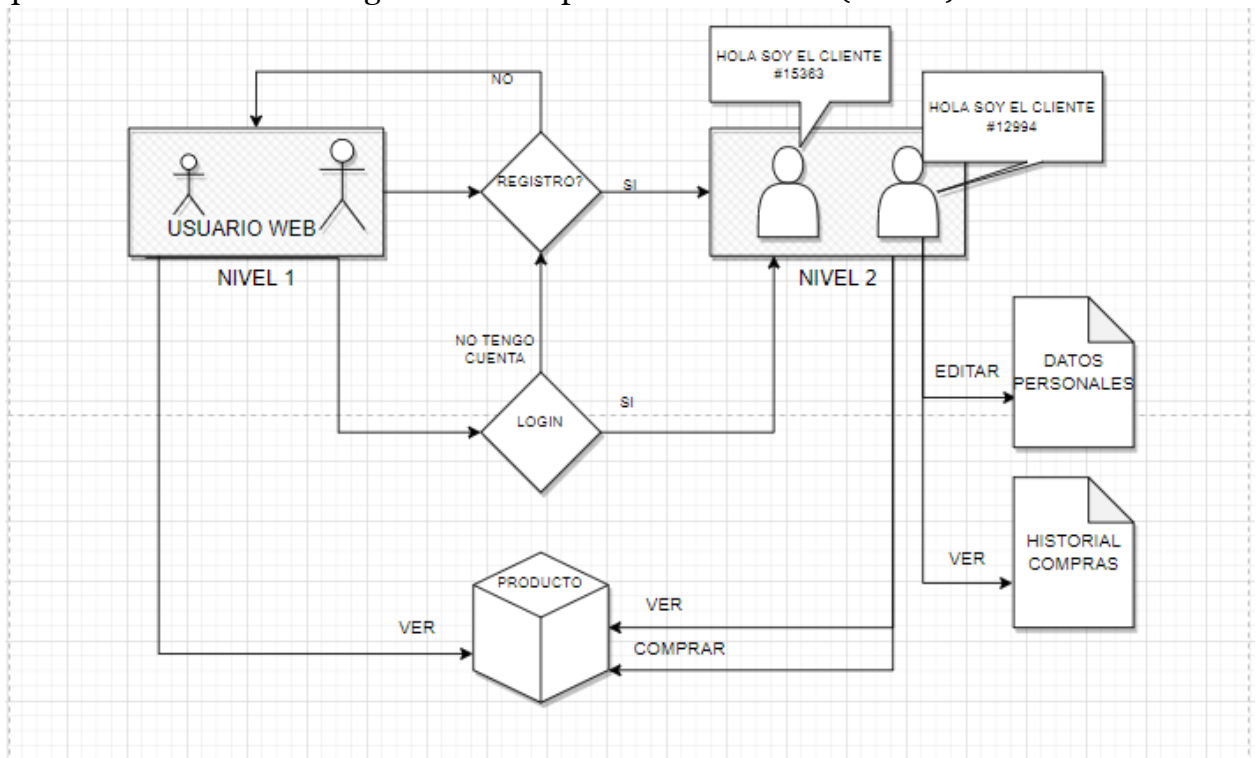 HOLA SOY EL CLIENTE
#15363
NO
HOLA SOY EL CLIENTE
#12994
REGISTRO?
SI
USUARIO WEB
NIVEL 1
NIVEL 2
NO TENGO
CUENTA
DATOS
PERSONALES
EDITAR
SI
LOGIN
HISTORIAL
COMPRAS
VER
PRODUCTO
VER
VER
COMPRAR